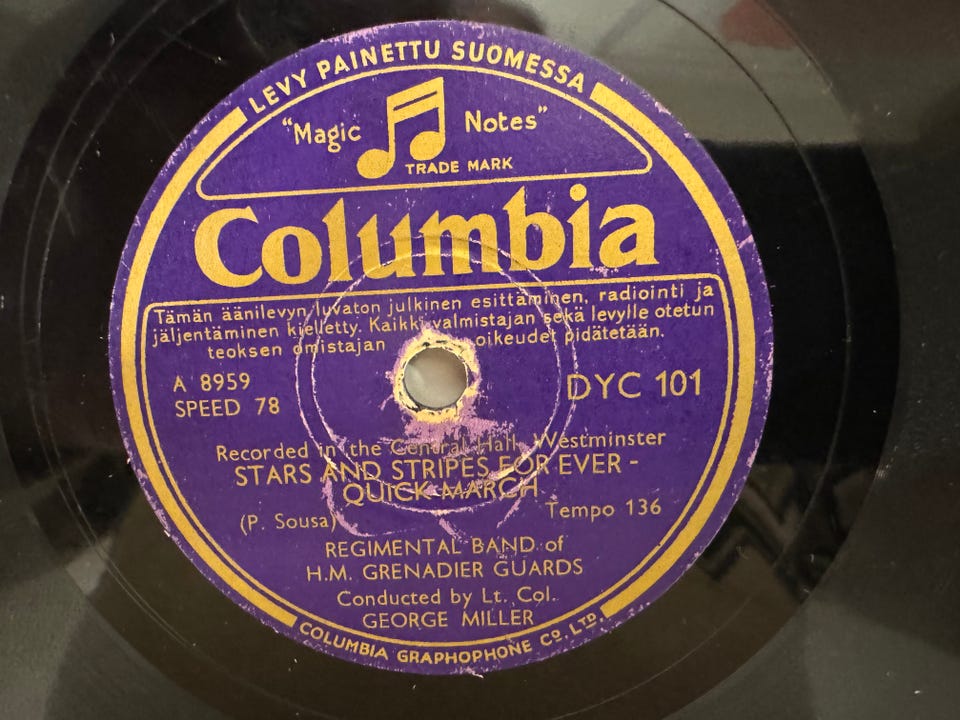 LEVY PAINETTU SUOMESSA
"Magic Notes"
TRADE MARK
Columbia
Tämän äänilevyn luvaton julkinen esittäminen, radiointi ja
jäljentäminen kielletty. Kaikki valmistajan sekä levylle otetun
teoksen omistajan oikeudet pidätetään.
A 8959
SPEED 78
DYC 101
Recorded in the General Hall, Westminster
STARS AND STRIPES FOR EVER -
QUICK MARCH
(P. Sousa) Tempo 136
REGIMENTAL BAND of
H.M. GRENADIER GUARDS
Conducted by Lt. Col.
GEORGE MILLER
COLUMBIA GRAPHOPHONE CO. LTD.